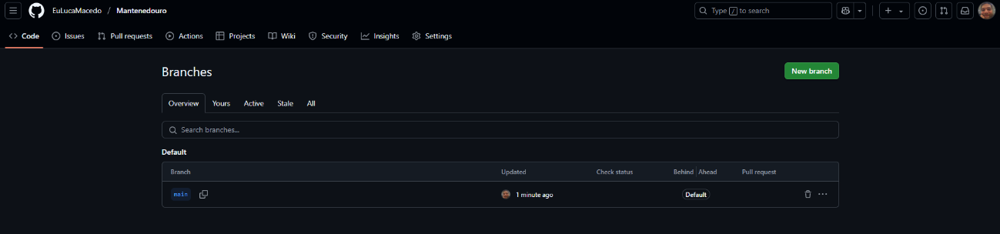 EuLucaMacedo / Mantenedouro
Type / to search
Code Issues Pull requests Actions Projects Wiki Security Insights Settings
Branches
New branch
Overview Yours Active Stale All
Search branches...
Default
Branch Updated Check status Behind Ahead Pull request
main 1 minute ago Default